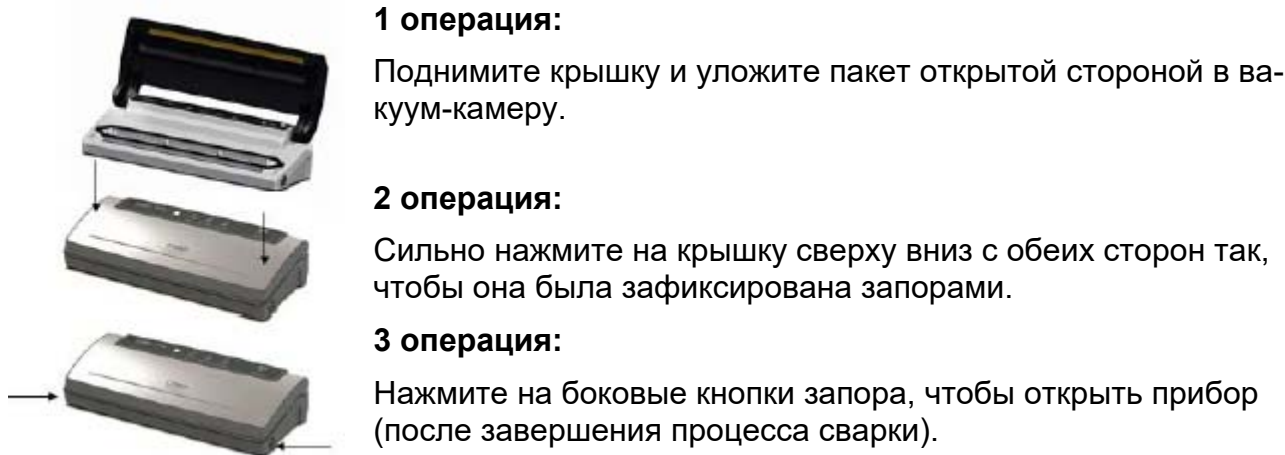 1 операция:
Поднимите крышку и уложите пакет открытой стороной в ва-
куум-камеру.
2 операция:
Сильно нажмите на крышку сверху вниз с обеих сторон так,
чтобы она была зафиксирована запорами.
3 операция:
Нажмите на боковые кнопки запора, чтобы открыть прибор
(после завершения процесса сварки).